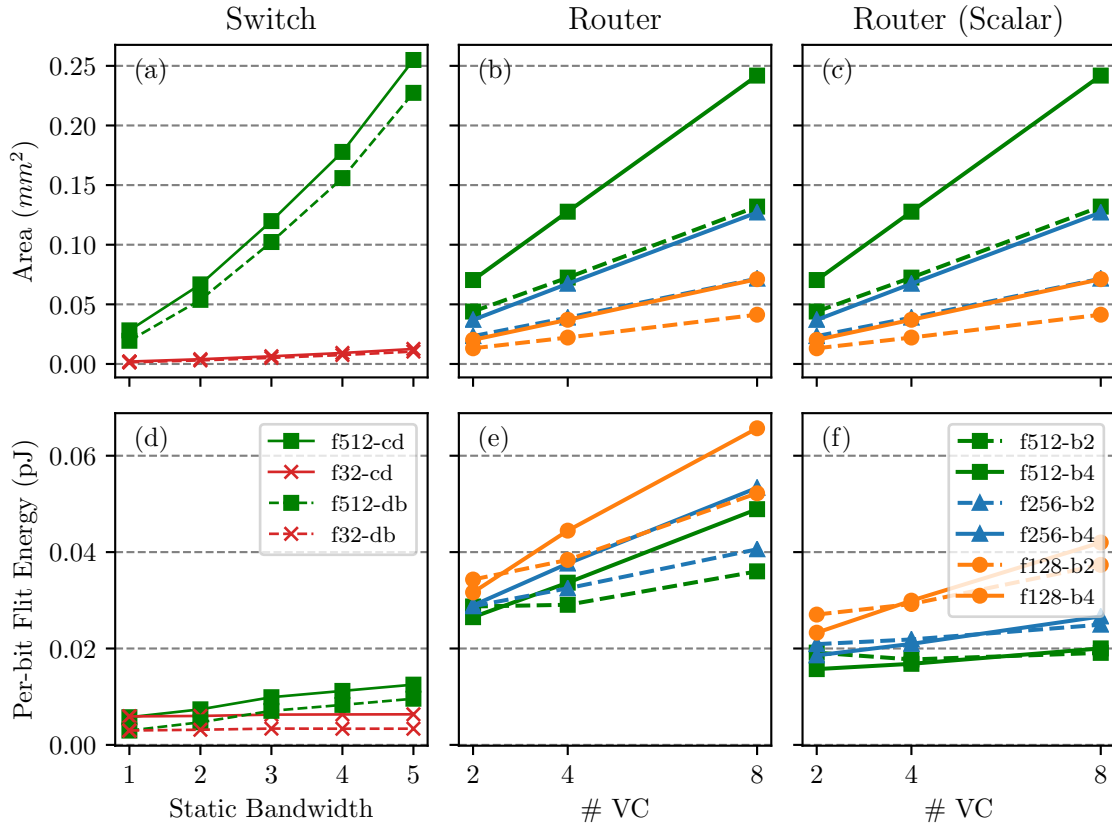 Switch
Router
Router (Scalar)
Area (mm²)
0.25
0.20
0.15
0.10
0.05
0.00
(a)
(b)
(c)
Per-bit Flit Energy (pJ)
0.06
0.04
0.02
0.00
(d)
f512-cd
f32-cd
f512-db
f32-db
(e)
(f)
f512-b2
f512-b4
f256-b2
f256-b4
f128-b2
f128-b4
1 2 3 4 5
2 4 8
2 4 8
Static Bandwidth
# VC
# VC